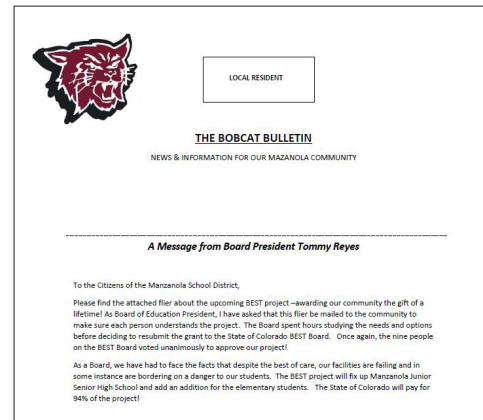 LOCAL RESIDENT
THE BOBCAT BULLETIN
NEWS & INFORMATION FOR OUR MAZANOLA COMMUNITY
A Message from Board President Tommy Reyes
To the Citizens of the Manzanola School District,
Please find the attached flier about the upcoming BEST project –awarding our community the gift of a
lifetime! As Board of Education President, I have asked that this flier be mailed to the community to
make sure each person understands the project. The Board spent hours studying the needs and options
before deciding to resubmit the grant to the State of Colorado BEST Board. Once again, the nine people
on the BEST Board voted unanimously to approve our project!
As a Board, we have had to face the facts that despite the best of care, our facilities are failing and in
some instance are bordering on a danger to our students. The BEST project will fix up Manzanola Junior
Senior High School and add an addition for the elementary students. The State of Colorado will pay for
94% of the project!